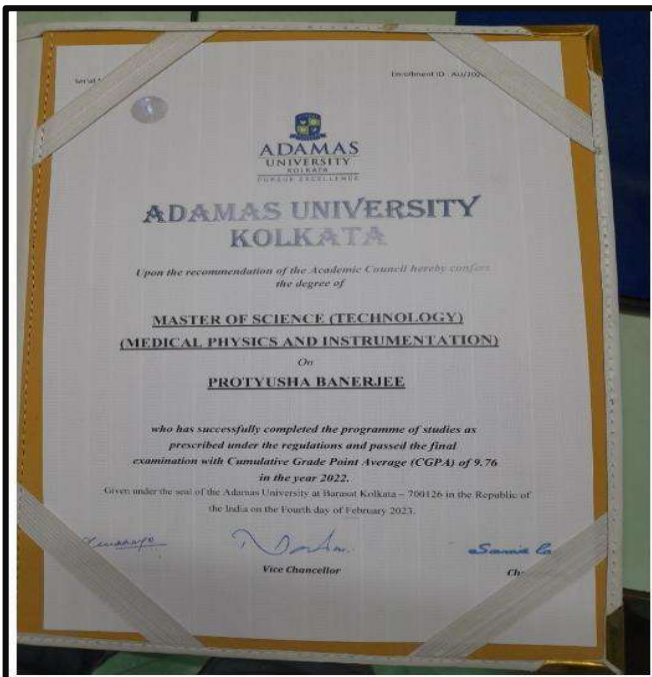 Serial
Enrollment ID : AU/202
ADAMAS
UNIVERSITY
KOLKATA
PURSUE EXCELLENCE
ADAMAS UNIVERSITY
KOLKATA
Upon the recommendation of the Academic Council hereby confers
the degree of
MASTER OF SCIENCE (TECHNOLOGY)
(MEDICAL PHYSICS AND INSTRUMENTATION)
On
PROTYUSHA BANERJEE
who has successfully completed the programme of studies as
prescribed under the regulations and passed the final
examination with Cumulative Grade Point Average (CGPA) of 9.76
in the year 2022.
Given under the seal of the Adamas University at Barasat Kolkata – 700126 in the Republic of
the India on the Fourth day of February 2023.
Vice Chancellor
Ch